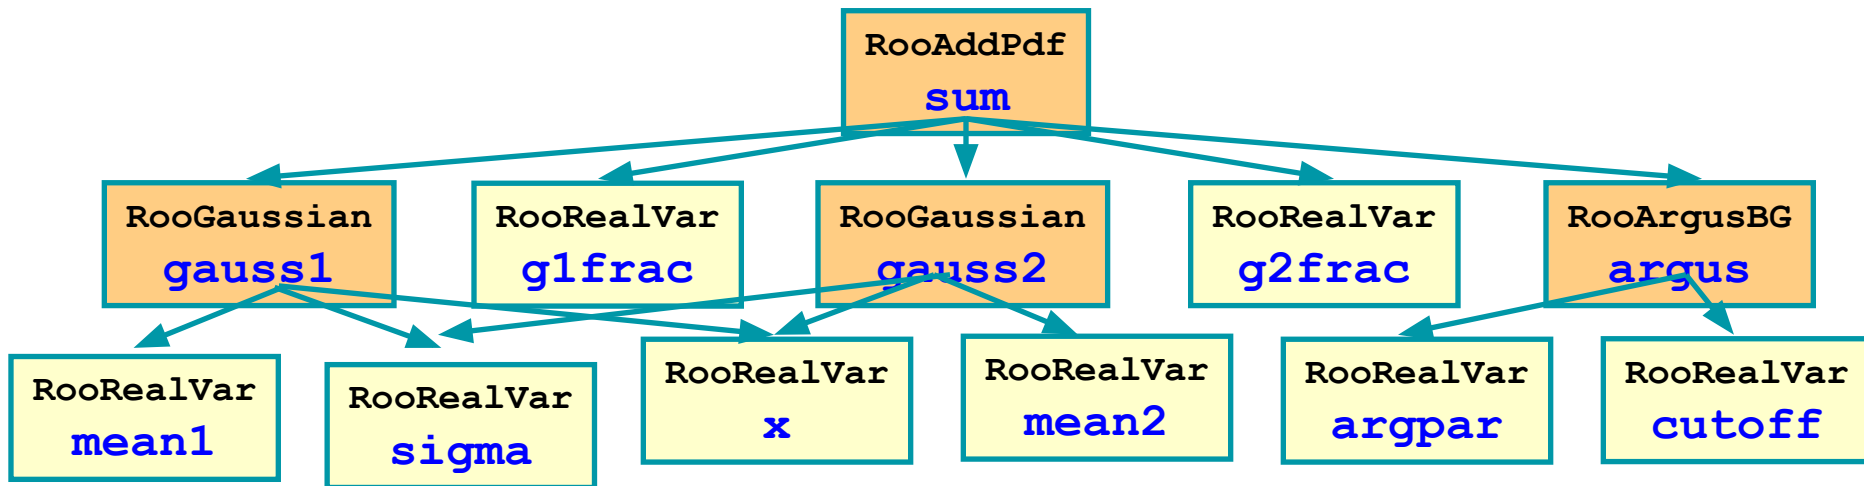 RooAddPdf
sum
RooGaussian
gauss1
RooRealVar
g1frac
RooGaussian
gauss2
RooRealVar
g2frac
RooArgusBG
argus
RooRealVar
mean1
RooRealVar
sigma
RooRealVar
x
RooRealVar
mean2
RooRealVar
argpar
RooRealVar
cutoff